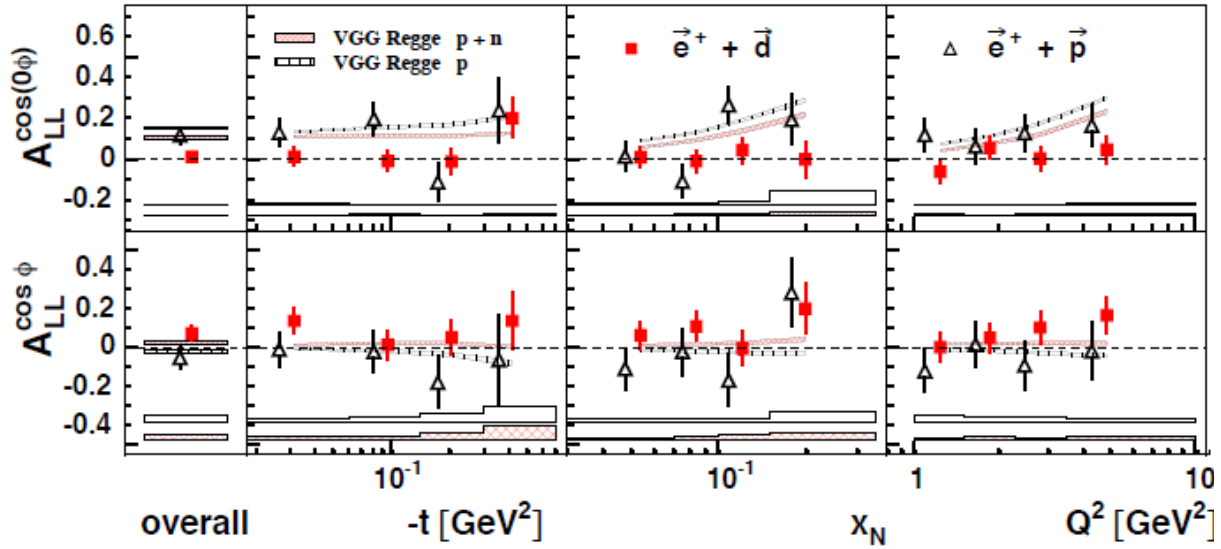 A_LL^cos(0ϕ)
0.6
0.4
0.2
0
-0.2
VGG Regge p + n
VGG Regge p
e⃗⁺ + d⃗
e⃗⁺ + p⃗
A_LL^cos ϕ
0.4
0.2
0
-0.2
-0.4
10⁻¹
10⁻¹
1
10
overall
-t [GeV²]
x_N
Q² [GeV²]